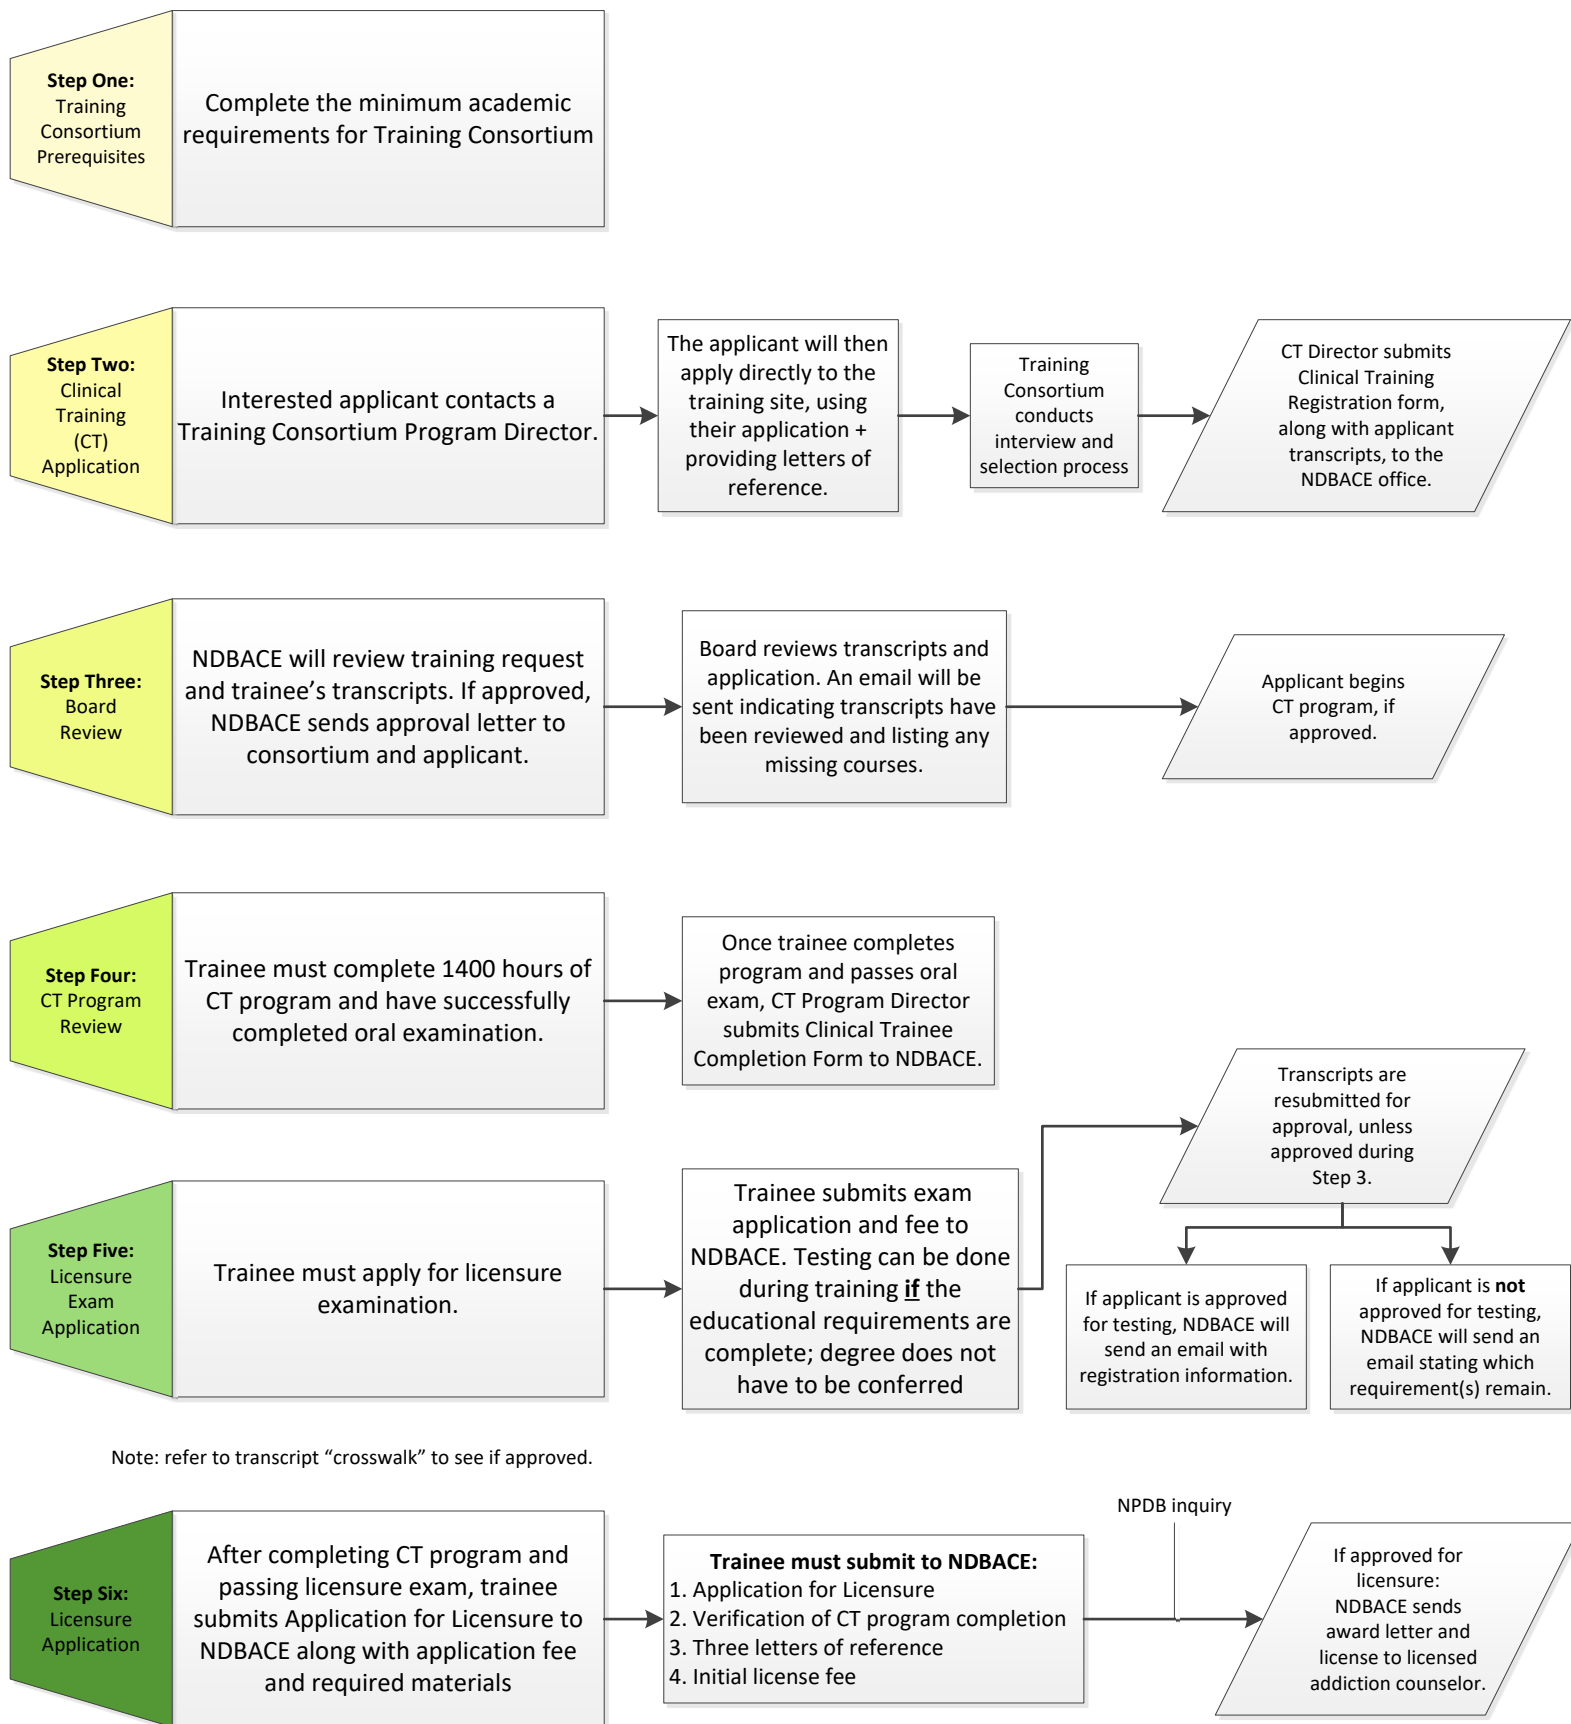 Step One:
Training
Consortium
Prerequisites
Complete the minimum academic
requirements for Training Consortium
Step Two:
Clinical
Training
(CT)
Application
Interested applicant contacts a
Training Consortium Program Director.
The applicant will then
apply directly to the
training site, using
their application +
providing letters of
reference.
Training
Consortium
conducts
interview and
selection process
CT Director submits
Clinical Training
Registration form,
along with applicant
transcripts, to the
NDBACE office.
Step Three:
Board
Review
NDBACE will review training request
and trainee’s transcripts. If approved,
NDBACE sends approval letter to
consortium and applicant.
Board reviews transcripts and
application. An email will be
sent indicating transcripts have
been reviewed and listing any
missing courses.
Applicant begins
CT program, if
approved.
Step Four:
CT Program
Review
Trainee must complete 1400 hours of
CT program and have successfully
completed oral examination.
Once trainee completes
program and passes oral
exam, CT Program Director
submits Clinical Trainee
Completion Form to NDBACE.
Step Five:
Licensure
Exam
Application
Trainee must apply for licensure
examination.
Trainee submits exam
application and fee to
NDBACE. Testing can be done
during training if the
educational requirements are
complete; degree does not
have to be conferred
Transcripts are
resubmitted for
approval, unless
approved during
Step 3.
If applicant is approved
for testing, NDBACE will
send an email with
registration information.
If applicant is not
approved for testing,
NDBACE will send an
email stating which
requirement(s) remain.
Note: refer to transcript “crosswalk” to see if approved.
Step Six:
Licensure
Application
After completing CT program and
passing licensure exam, trainee
submits Application for Licensure to
NDBACE along with application fee
and required materials
Trainee must submit to NDBACE:
1. Application for Licensure
2. Verification of CT program completion
3. Three letters of reference
4. Initial license fee
NPDB inquiry
If approved for
licensure:
NDBACE sends
award letter and
license to licensed
addiction counselor.